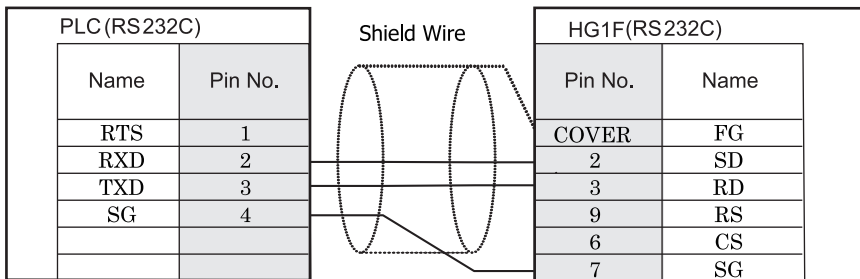 PLC (RS232C) Shield Wire HG1F(RS232C)
Name Pin No. Pin No. Name
RTS 1 COVER FG
RXD 2 2 SD
TXD 3 3 RD
SG 4 9 RS
6 CS
7 SG